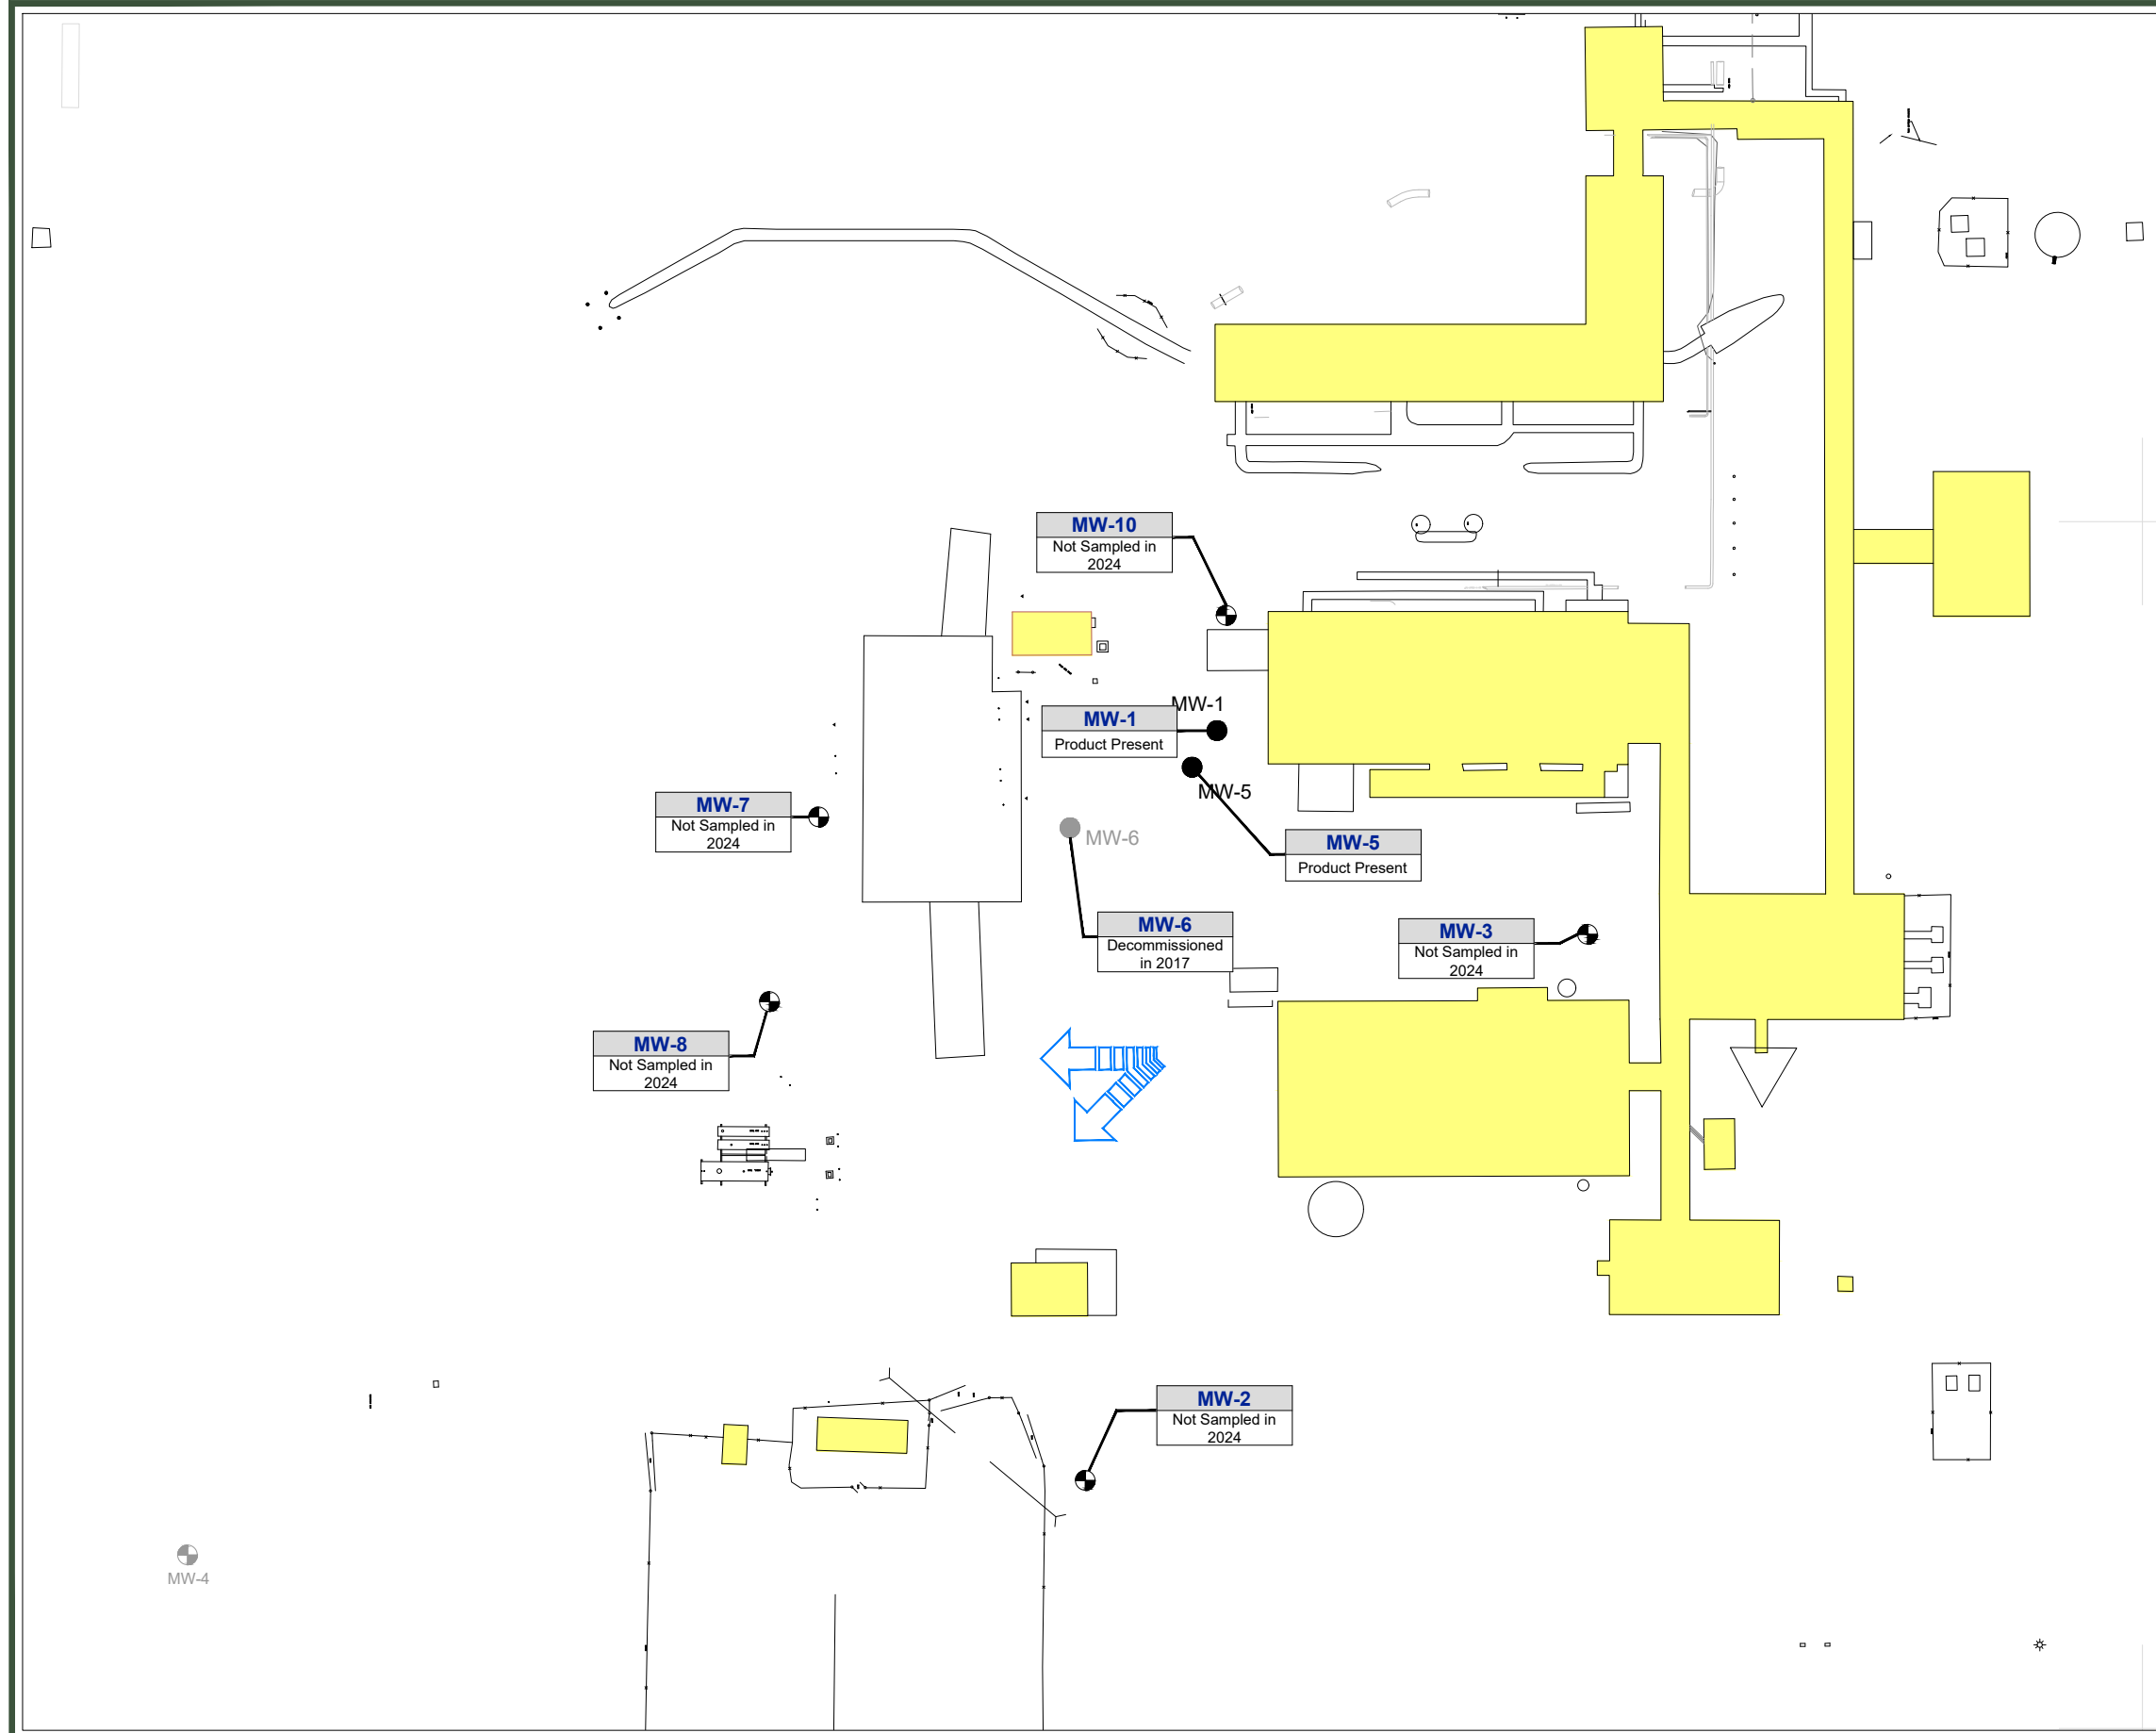 MW-10
Not Sampled in
2024
MW-1
MW-1
Product Present
MW-5
MW-7
Not Sampled in
2024
MW-6
MW-5
Product Present
MW-6
Decommissioned
in 2017
MW-3
Not Sampled in
2024
MW-8
Not Sampled in
2024
MW-2
Not Sampled in
2024
MW-4